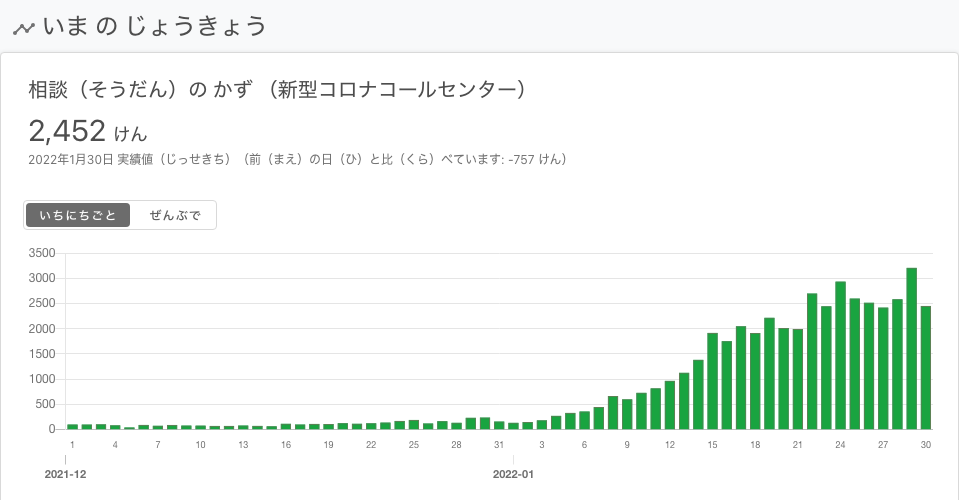 いま の じょうきょう
相談（そうだん）の かず （新型コロナコールセンター）
2,452 けん
2022年1月30日 実績値（じっせきち）（前（まえ）の日（ひ）と比（くら）べています: -757 けん）
いちにちごと ぜんぶで
3500
3000
2500
2000
1500
1000
500
0
1 4 7 10 13 16 19 22 25 28 31 3 6 9 12 15 18 21 24 27 30
2021-12 2022-01